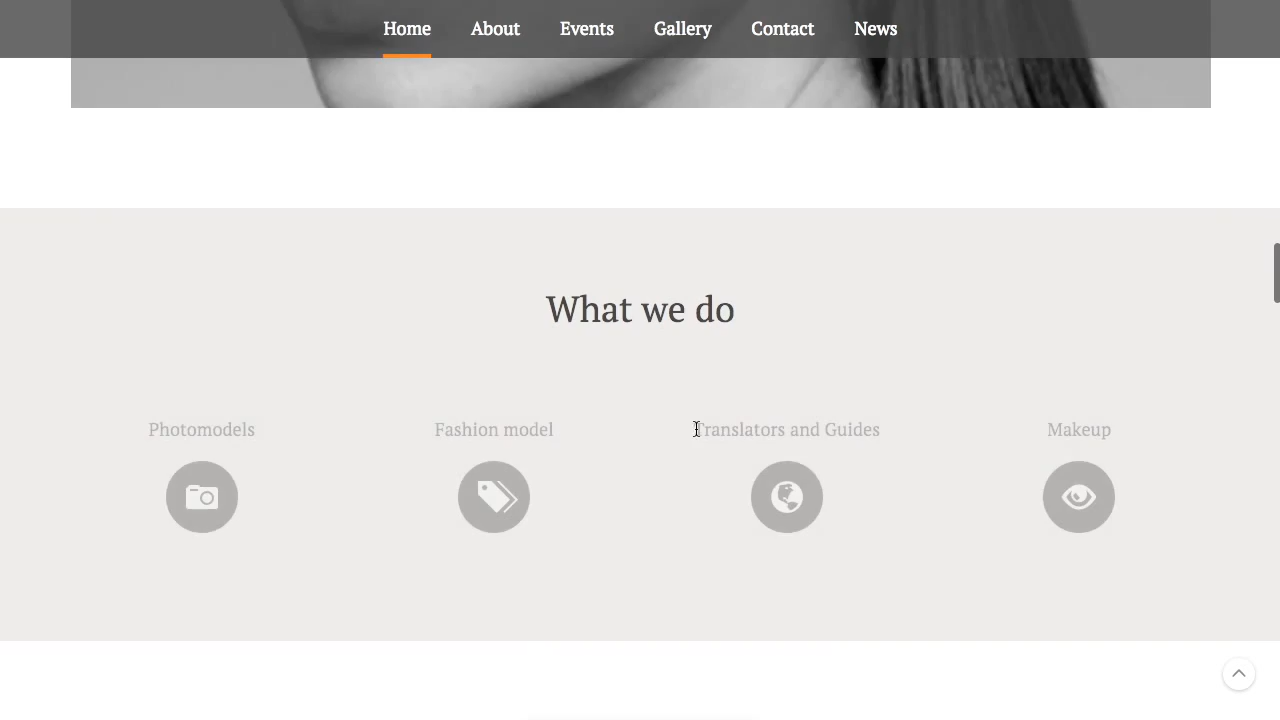 Home About Events Gallery Contact News
What we do
Photomodels Fashion model Translators and Guides Makeup